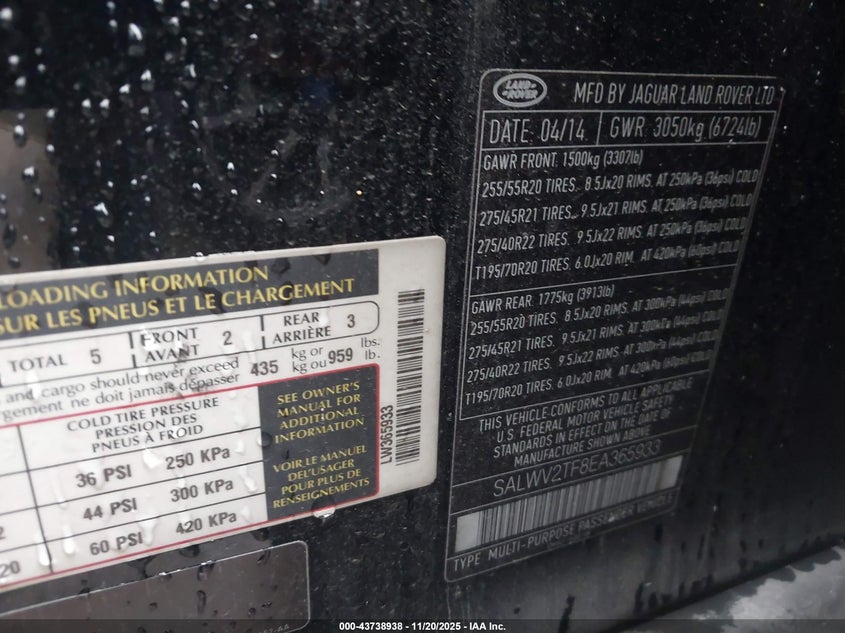 LAND ROVER
MFD BY JAGUAR LAND ROVER LTD
DATE: 04/14 GWR: 3050kg (6724lb)
GAWR FRONT: 1500kg (3307lb)
255/55R20 TIRES. 8.5Jx20 RIMS. AT 250kPa (36psi) COLD
275/45R21 TIRES. 9.5Jx21 RIMS. AT 250kPa (36psi) COLD
275/40R22 TIRES. 9.5Jx22 RIMS. AT 250kPa (36psi) COLD
T195/70R20 TIRES. 6.0Jx20 RIM. AT 420kPa (60psi) COLD
GAWR REAR: 1775kg (3913lb)
255/55R20 TIRES. 8.5Jx20 RIMS. AT 300kPa (44psi) COLD
275/45R21 TIRES. 9.5Jx21 RIMS. AT 300kPa (44psi) COLD
275/40R22 TIRES. 9.5Jx22 RIMS. AT 300kPa (44psi) COLD
T195/70R20 TIRES. 6.0Jx20 RIM. AT 420kPa (60psi) COLD
THIS VEHICLE CONFORMS TO ALL APPLICABLE
U.S. FEDERAL MOTOR VEHICLE SAFETY
STANDARDS IN EFFECT ON THE DATE OF
MANUFACTURE SHOWN ABOVE.
SALWV2TF8EA365933
TYPE: MULTI-PURPOSE PASSENGER VEHICLE
LOADING INFORMATION
SUR LES PNEUS ET LE CHARGEMENT
TOTAL 5 FRONT AVANT 2 REAR ARRIÈRE 3
and cargo should never exceed 435 kg or 959 lbs.
ne doit jamais dépasser kg ou lb.
COLD TIRE PRESSURE
PRESSION DES
PNEUS À FROID
36 PSI 250 KPa
44 PSI 300 KPa
60 PSI 420 KPa
2
20
SEE OWNER'S
MANUAL FOR
ADDITIONAL
INFORMATION
VOIR LE MANUEL
DE L'USAGER
POUR PLUS DE
RENSEIGNEMENTS
LW365933
000-43738938 - 11/20/2025 - IAA Inc.